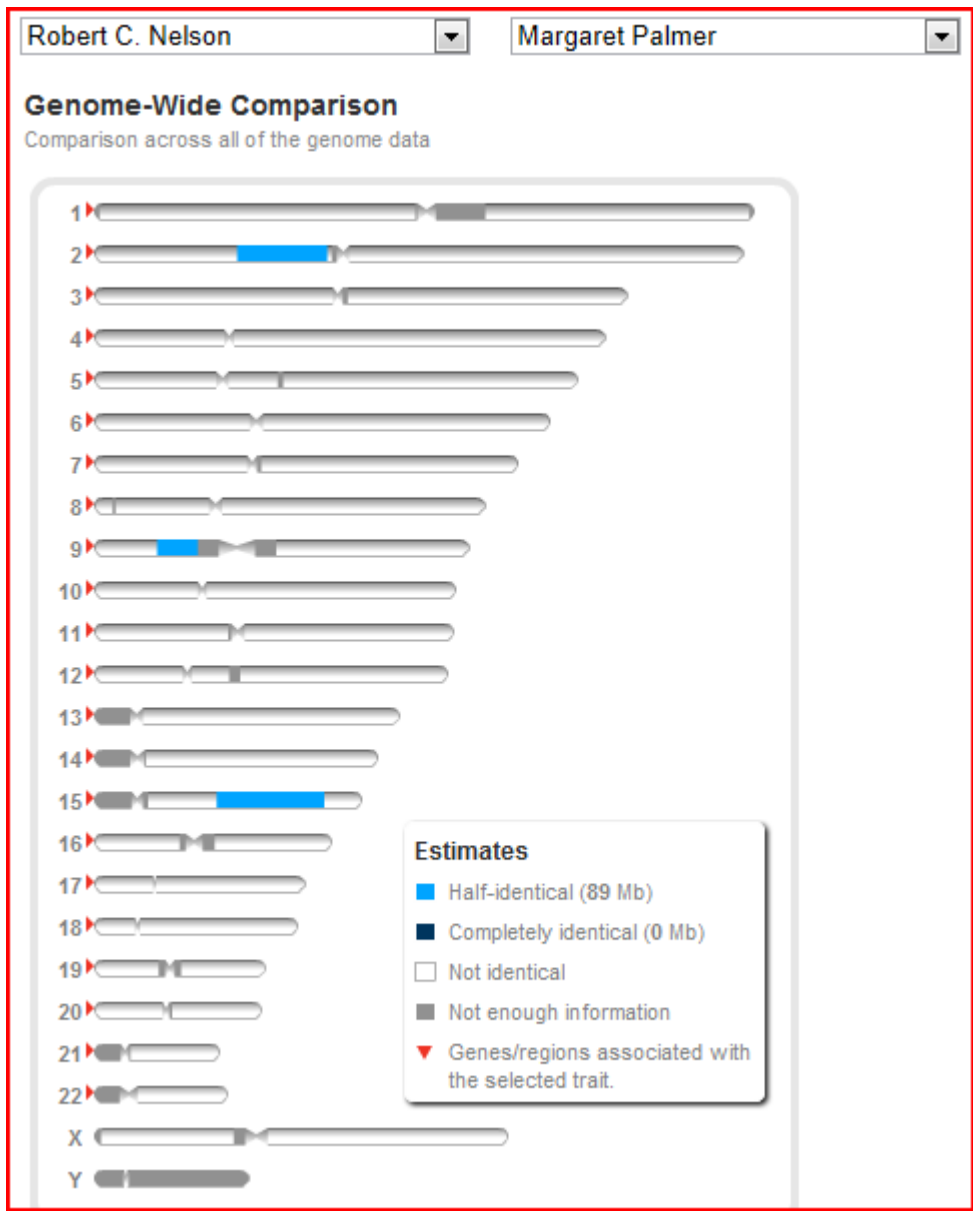 Robert C. Nelson
Margaret Palmer
Genome-Wide Comparison
Comparison across all of the genome data
1
2
3
4
5
6
7
8
9
10
11
12
13
14
15
16
17
18
19
20
21
22
X
Y
Estimates
Half-identical (89 Mb)
Completely identical (0 Mb)
Not identical
Not enough information
Genes/regions associated with
the selected trait.